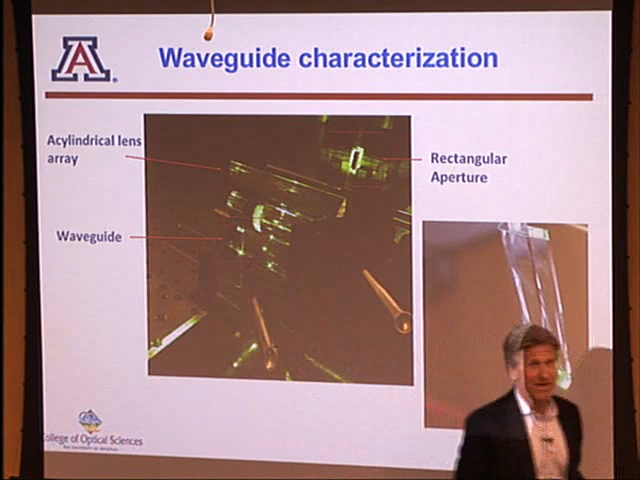 A
Waveguide characterization
Acylindrical lens
array
Rectangular
Aperture
Waveguide
College of Optical Sciences